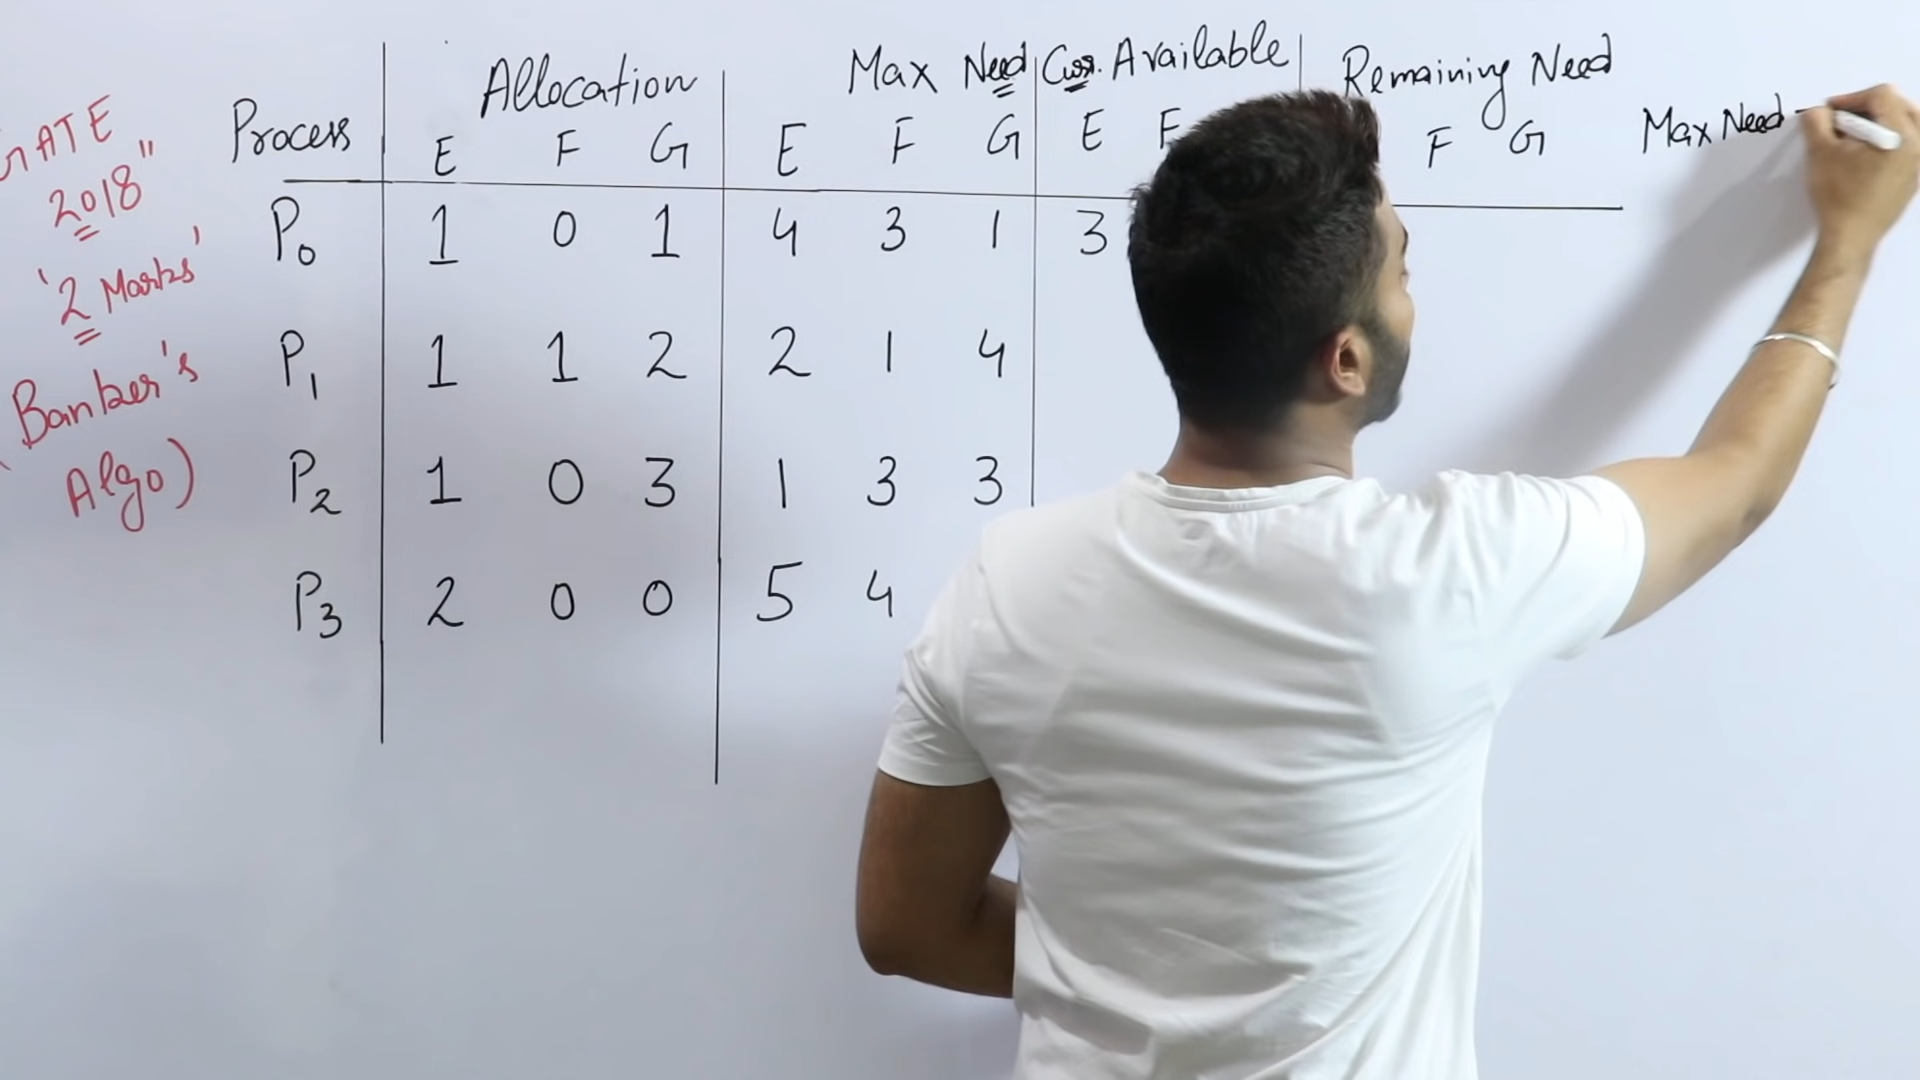 GATE
2018"
'2 Marks'
(Banker's
Algo)
Process Allocation Max Need Curr. Available Remaining Need
E F G E F G E F F G Max Need -
P0 1 0 1 4 3 1 3
P1 1 1 2 2 1 4
P2 1 0 3 1 3 3
P3 2 0 0 5 4